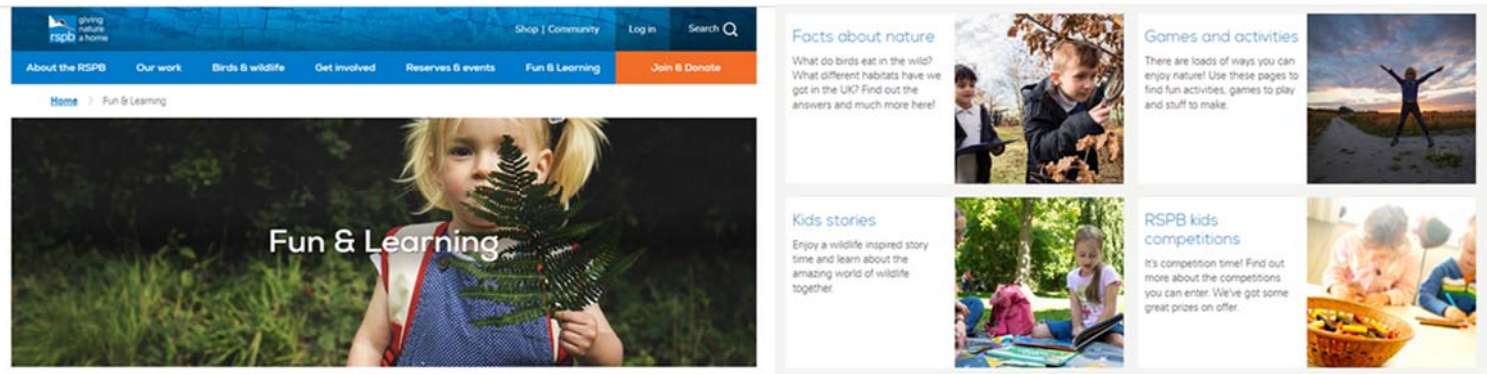 giving
nature
a home
rspb
Shop | Community
Log in
Search
About the RSPB
Our work
Birds & wildlife
Get involved
Reserves & events
Fun & Learning
Join & Donate
Home > Fun & Learning
Fun & Learning
Facts about nature
What do birds eat in the wild?
What different habitats have we
got in the UK? Find out the
answers and much more here!
Games and activities
There are loads of ways you can
enjoy nature! Use these pages to
find fun activities, games to play
and stuff to make.
Kids stories
Enjoy a wildlife inspired story
time and learn about the
amazing world of wildlife
together.
RSPB kids
competitions
It's competition time! Find out
more about the competitions
you can enter. We've got some
great prizes on offer.